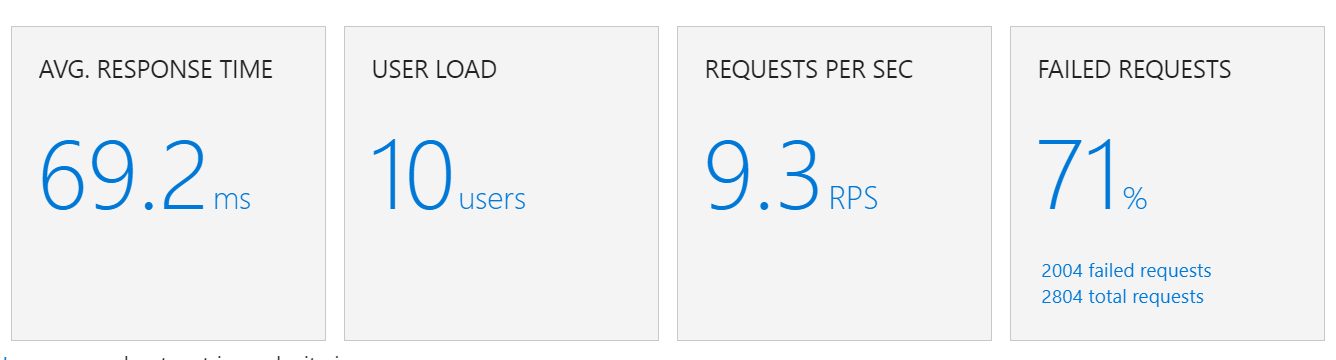 AVG. RESPONSE TIME
69.2 ms
USER LOAD
10 users
REQUESTS PER SEC
9.3 RPS
FAILED REQUESTS
71 %
2004 failed requests
2804 total requests